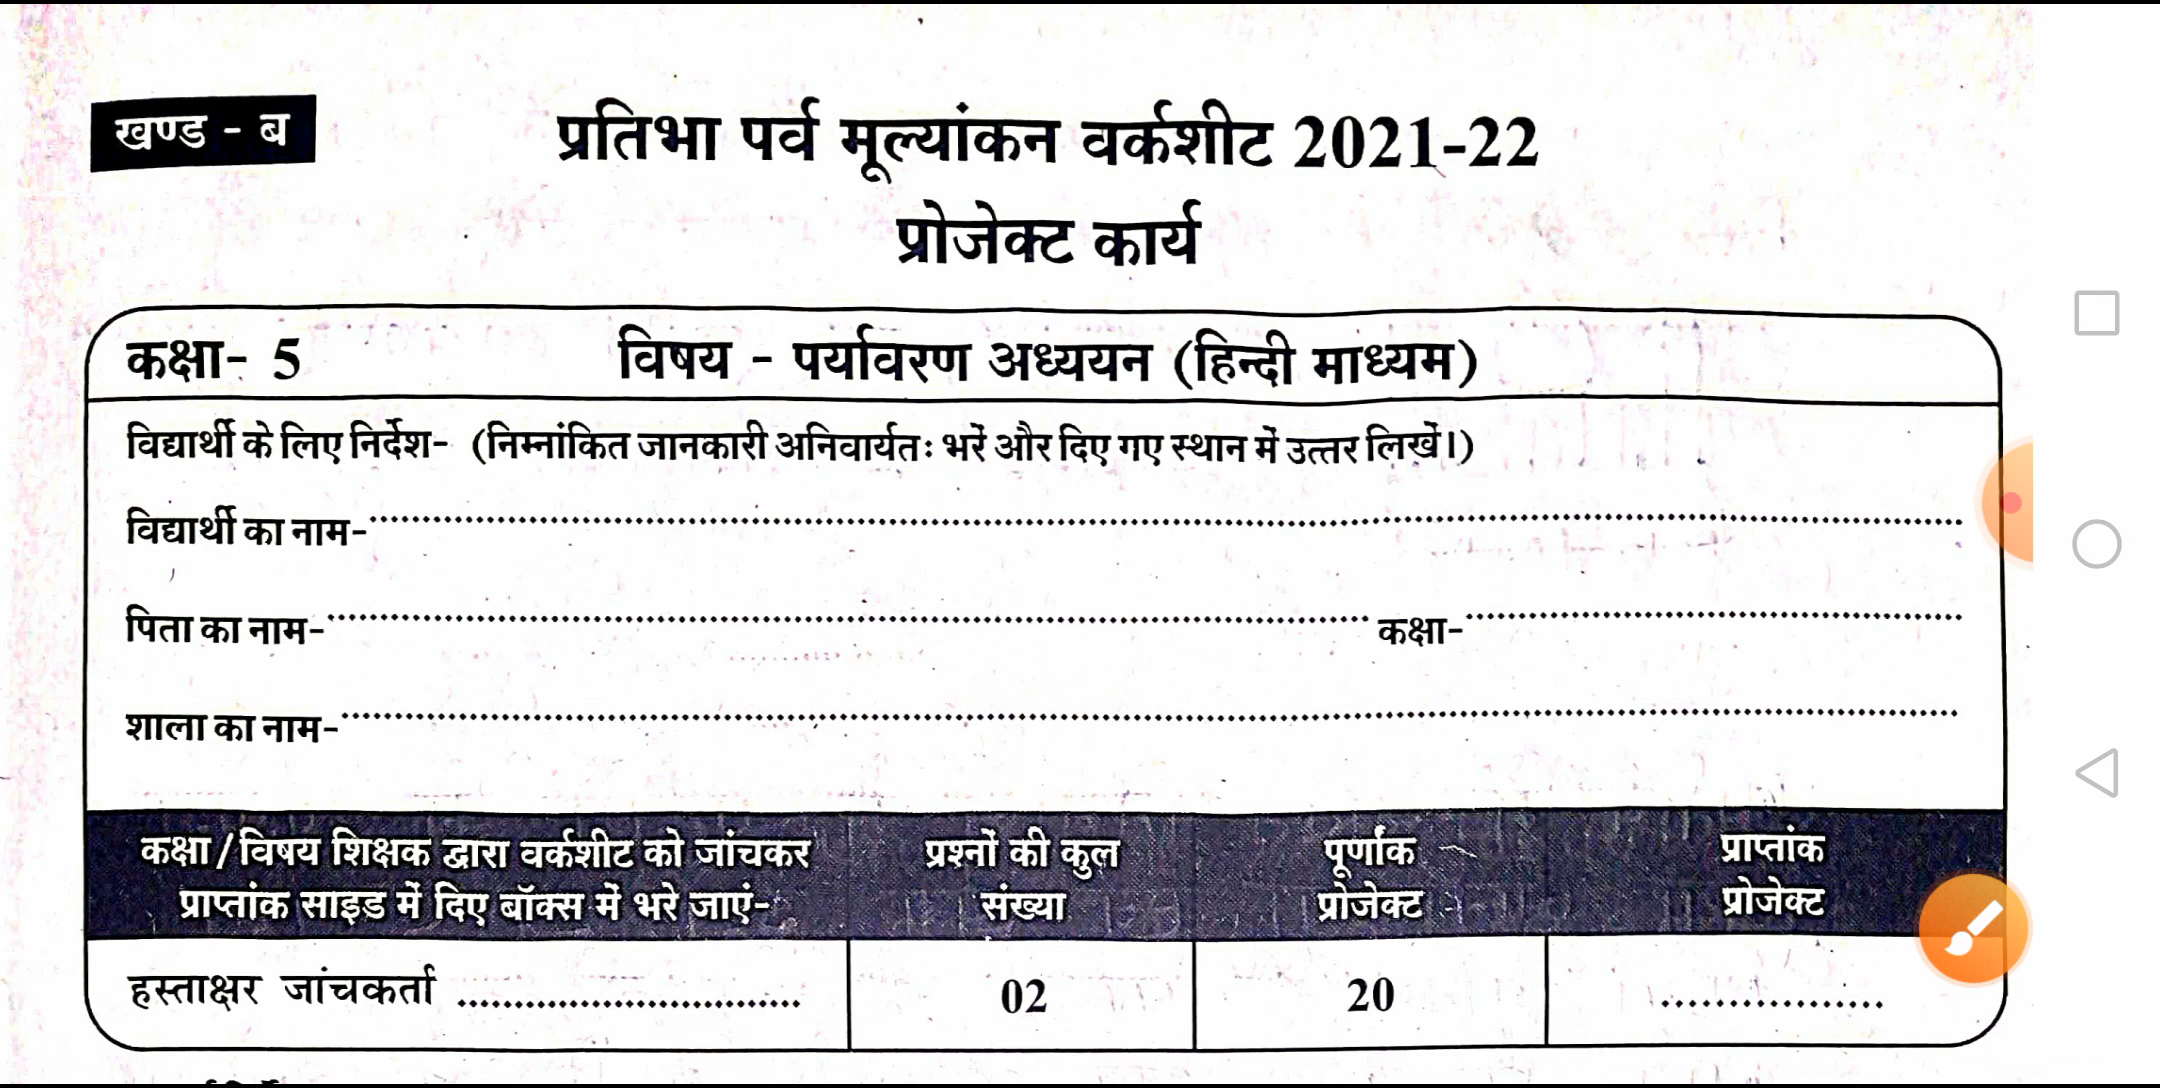 खण्ड - ब
प्रतिभा पर्व मूल्यांकन वर्कशीट 2021-22
प्रोजेक्ट कार्य
कक्षा- 5 विषय - पर्यावरण अध्ययन (हिन्दी माध्यम)
विद्यार्थी के लिए निर्देश- (निम्नांकित जानकारी अनिवार्यतः भरें और दिए गए स्थान में उत्तर लिखें।)
विद्यार्थी का नाम-
पिता का नाम- कक्षा-
शाला का नाम-
कक्षा/विषय शिक्षक द्वारा वर्कशीट को जांचकर प्रश्नों की कुल पूर्णांक प्राप्तांक
प्राप्तांक साइड में दिए बॉक्स में भरे जाएं- संख्या प्रोजेक्ट प्रोजेक्ट
हस्ताक्षर जांचकर्ता .............................. 02 20 ..................